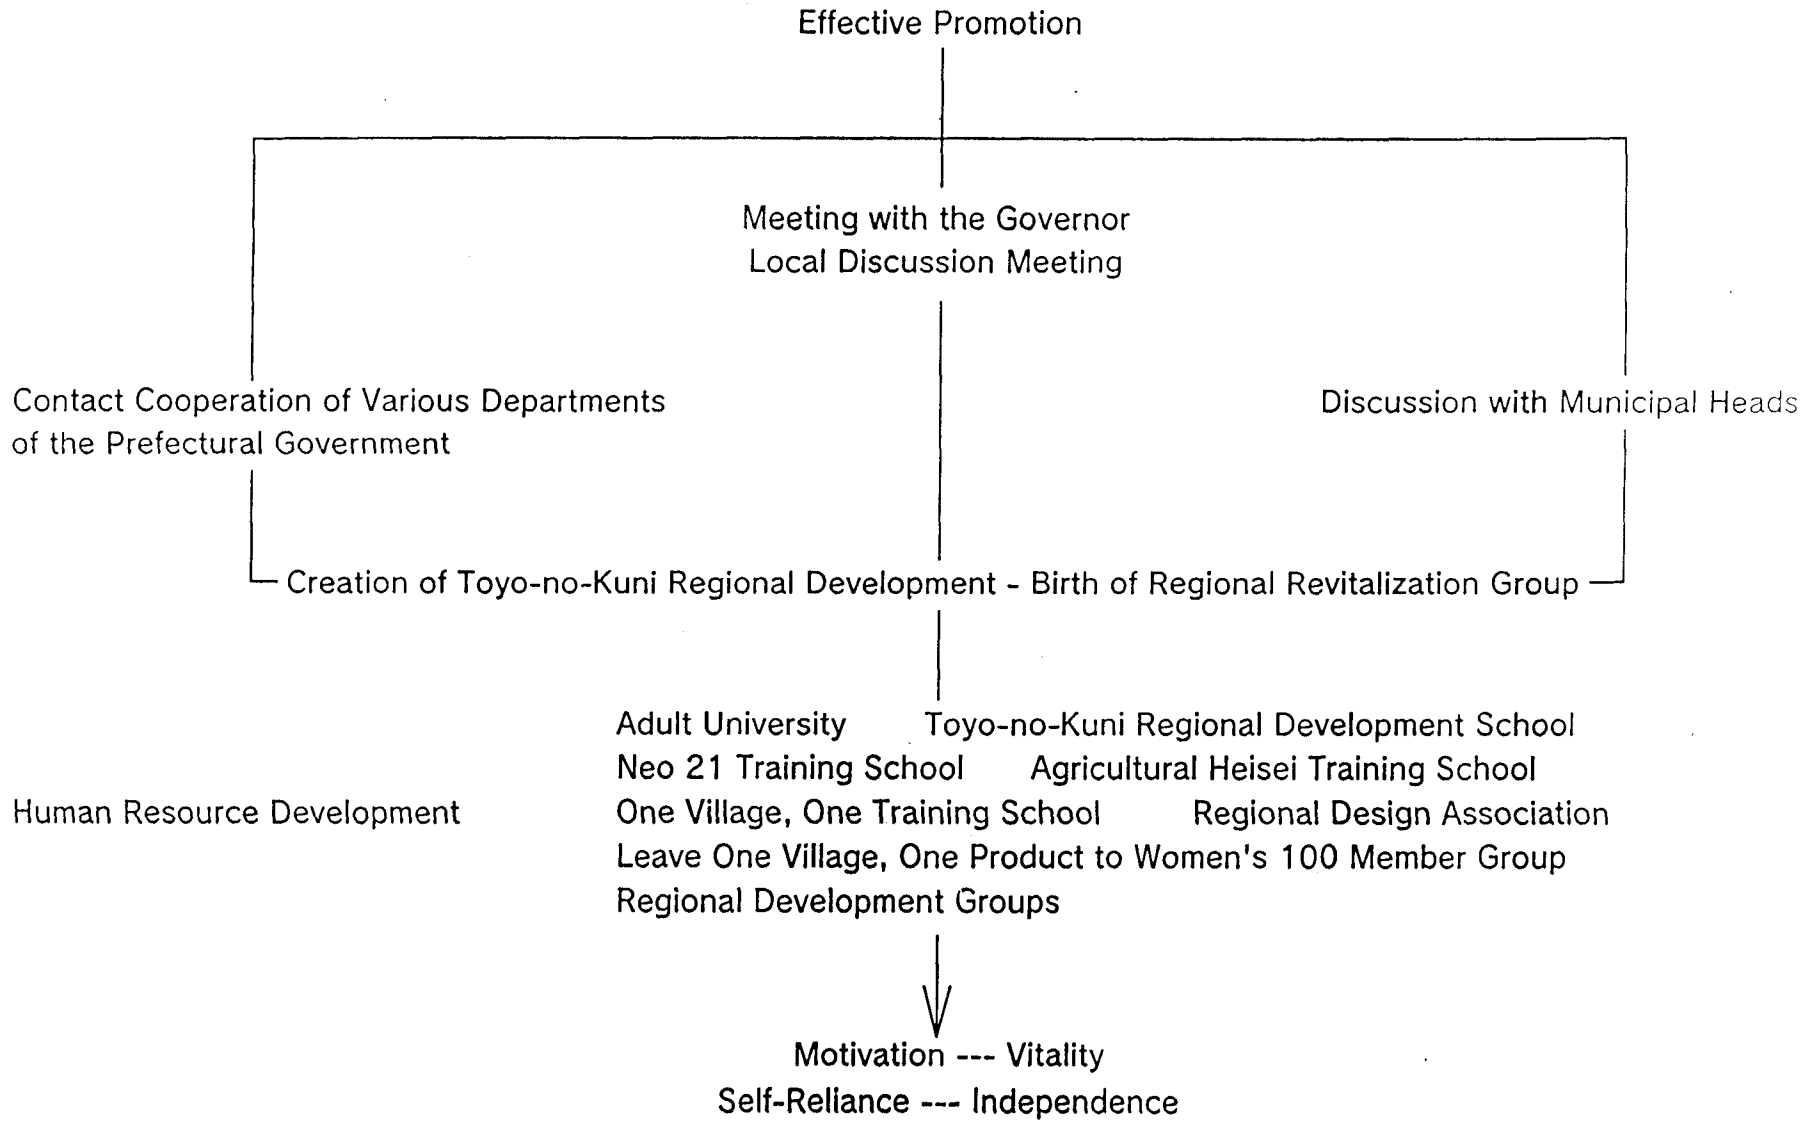 Effective Promotion
Meeting with the Governor
Local Discussion Meeting
Contact Cooperation of Various Departments
of the Prefectural Government
Discussion with Municipal Heads
Creation of Toyo-no-Kuni Regional Development - Birth of Regional Revitalization Group
Adult University Toyo-no-Kuni Regional Development School
Neo 21 Training School Agricultural Heisei Training School
Human Resource Development One Village, One Training School Regional Design Association
Leave One Village, One Product to Women's 100 Member Group
Regional Development Groups
Motivation --- Vitality
Self-Reliance --- Independence